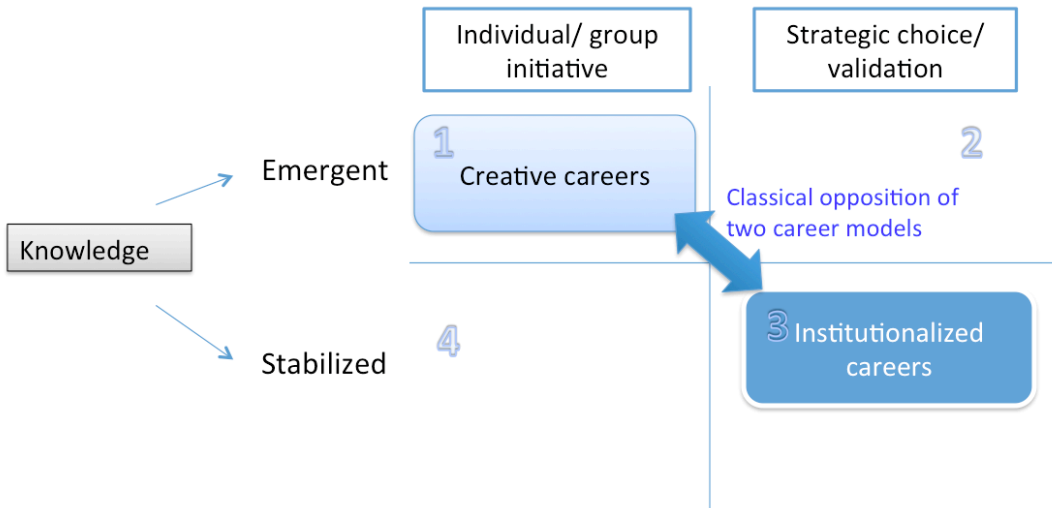 Individual/ group
initiative
Strategic choice/
validation
1
2
Emergent
Creative careers
Classical opposition of
two career models
Knowledge
3
Institutionalized
careers
4
Stabilized